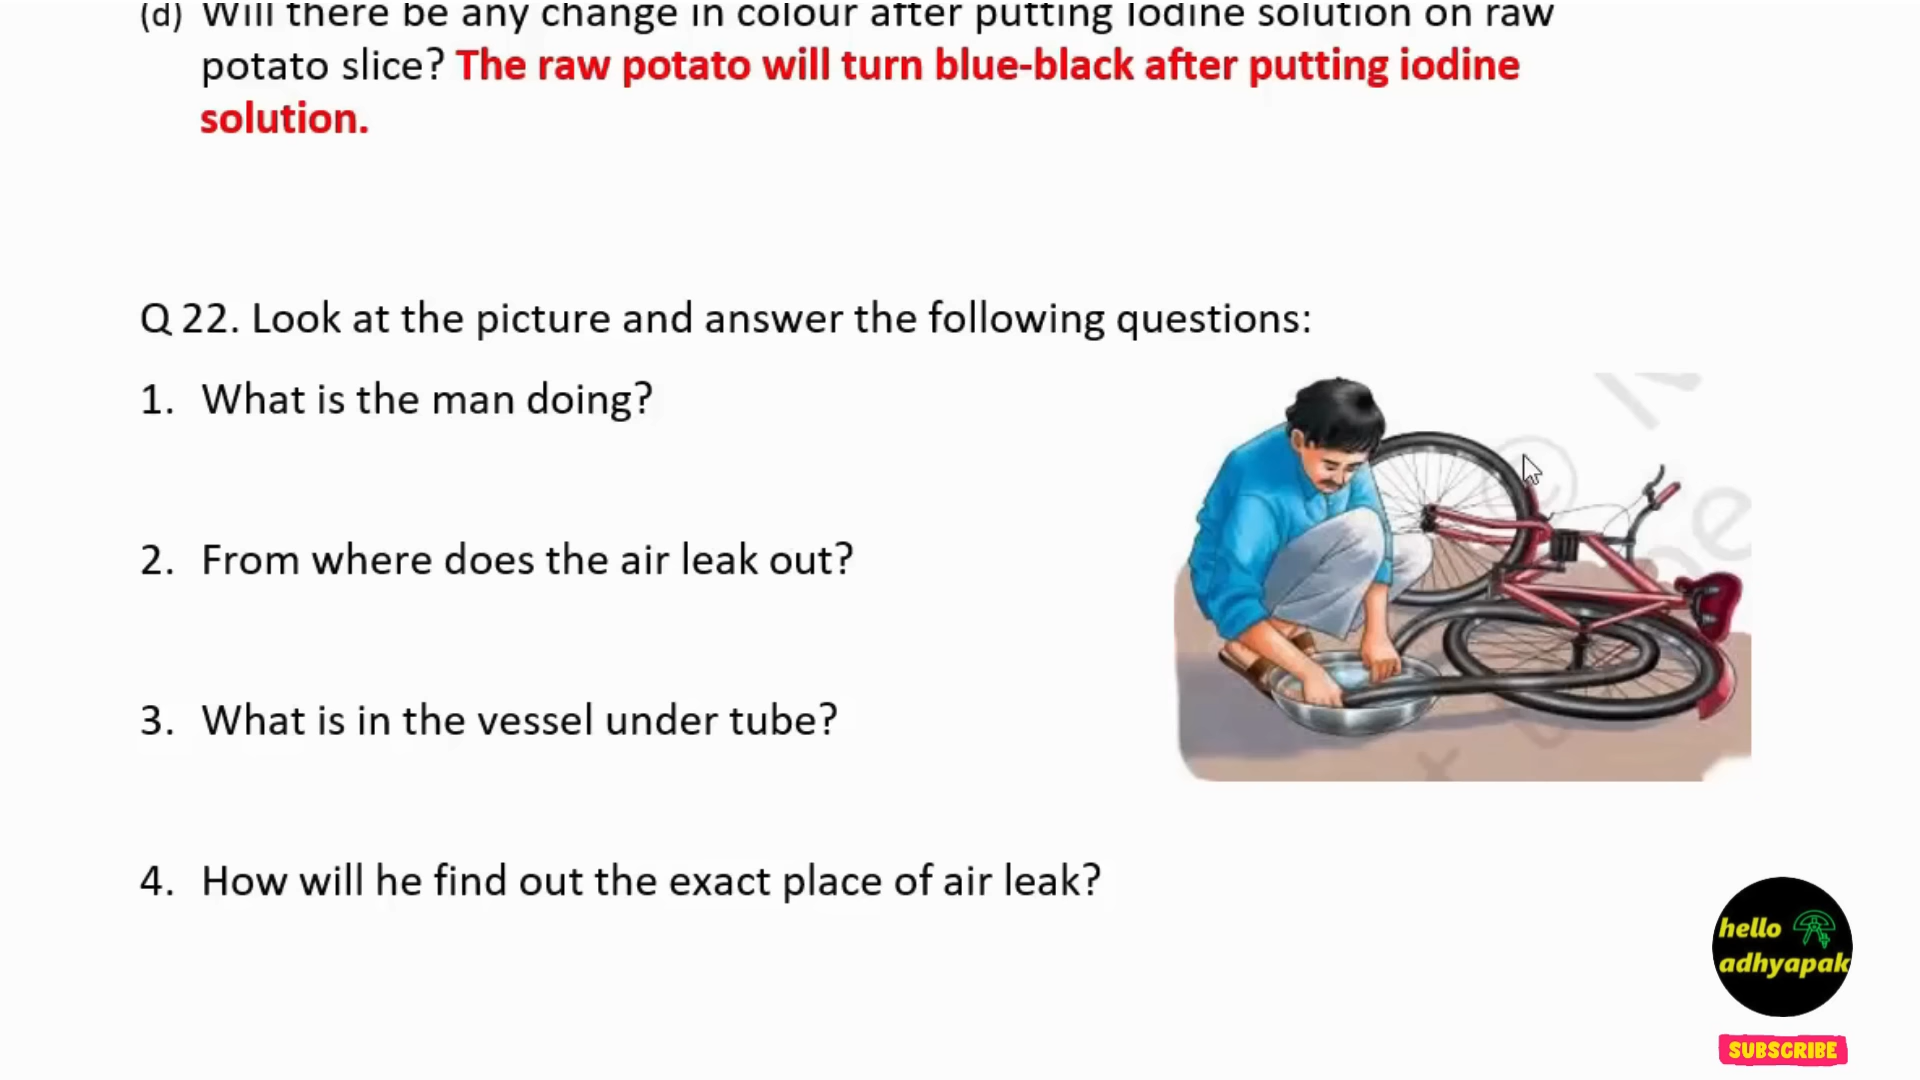 (d) Will there be any change in colour after putting Iodine solution on raw
potato slice? The raw potato will turn blue-black after putting iodine
solution.
Q 22. Look at the picture and answer the following questions:
1. What is the man doing?
2. From where does the air leak out?
3. What is in the vessel under tube?
4. How will he find out the exact place of air leak?
hello
adhyapak
SUBSCRIBE